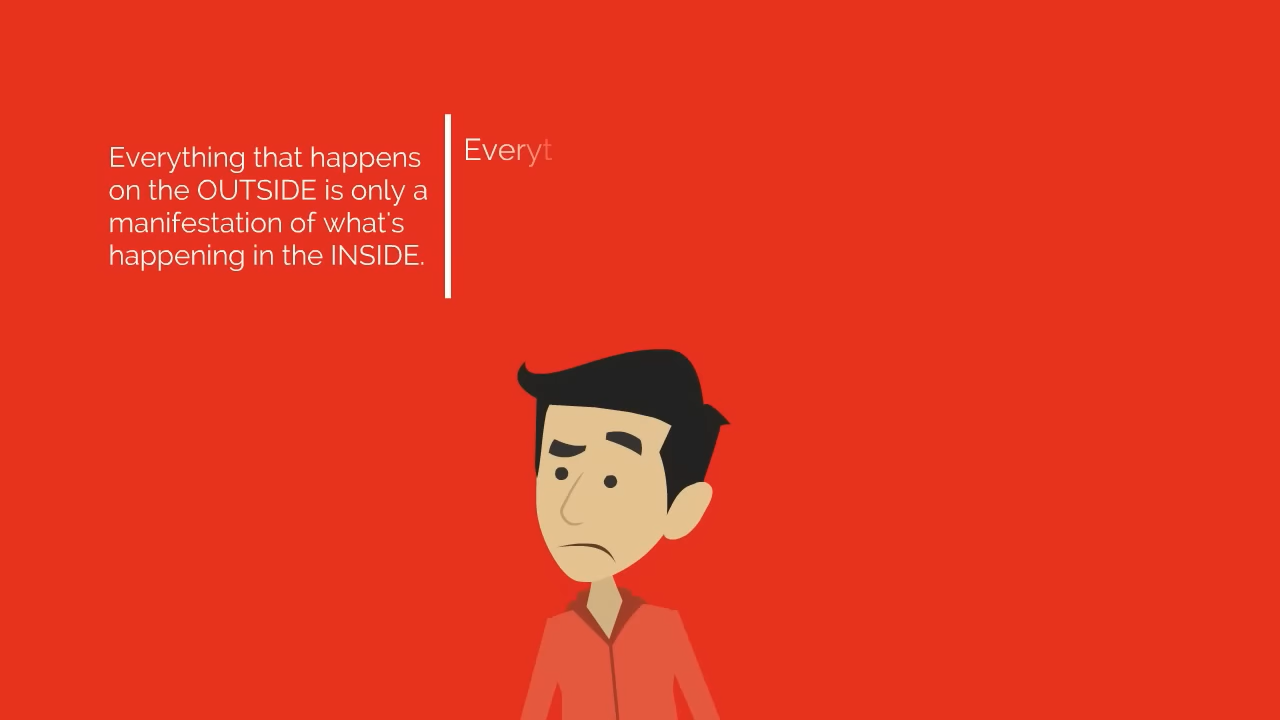 Everything that happens
on the OUTSIDE is only a
manifestation of what's
happening in the INSIDE.
Everyt